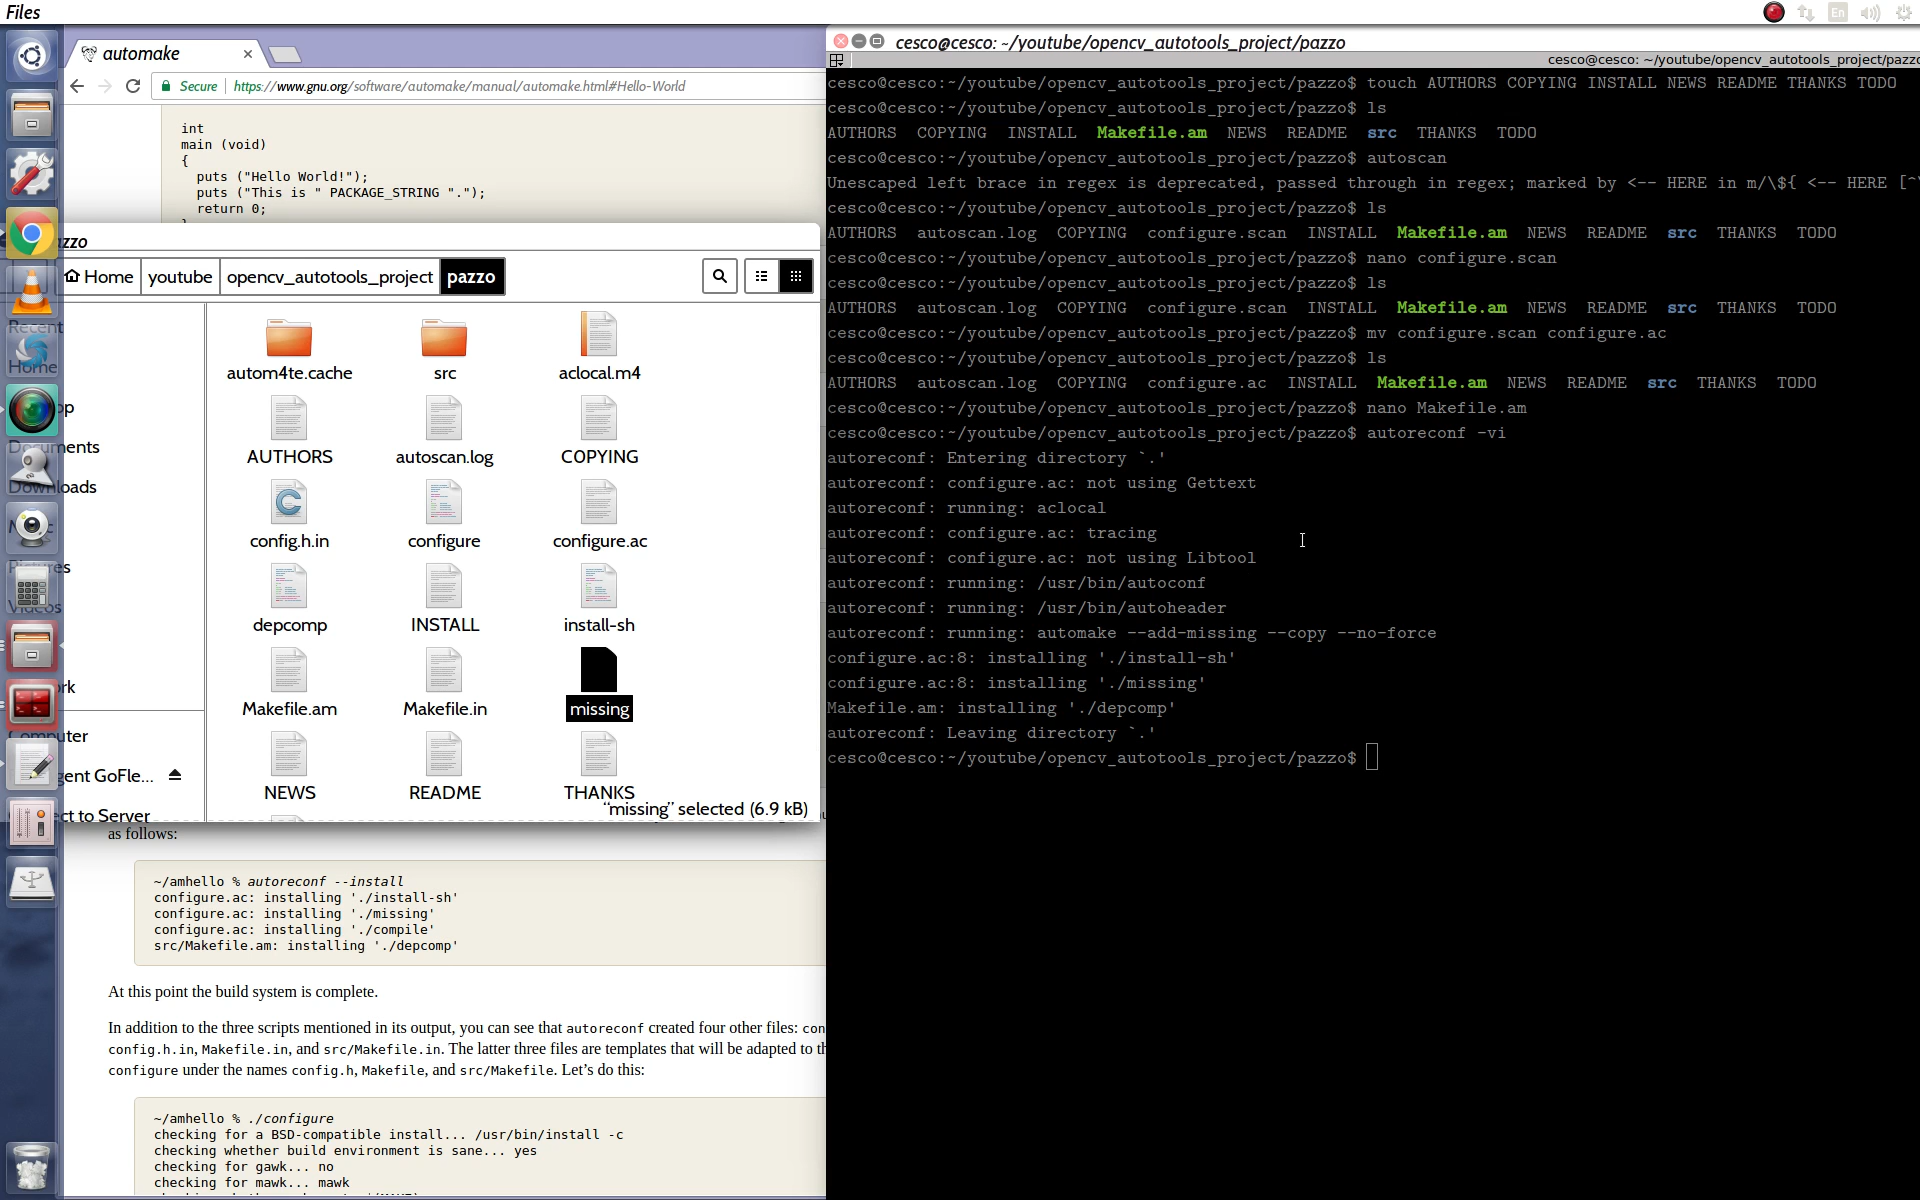 Files
En
automake
Secure
https://www.gnu.org/software/automake/manual/automake.html#Hello-World
int
main (void)
{
puts ("Hello World!");
puts ("This is " PACKAGE_STRING ".");
return 0;
Home
youtube
opencv_autotools_project
pazzo
Recent
Home
Downloads
Videos
Computer
autom4te.cache
src
aclocal.m4
AUTHORS
autoscan.log
COPYING
config.h.in
configure
configure.ac
depcomp
INSTALL
install-sh
Makefile.am
Makefile.in
missing
NEWS
README
THANKS
"missing" selected (6.9 kB)
as follows:
~/amhello % autoreconf --install
configure.ac: installing './install-sh'
configure.ac: installing './missing'
configure.ac: installing './compile'
src/Makefile.am: installing './depcomp'
At this point the build system is complete.
In addition to the three scripts mentioned in its output, you can see that autoreconf created four other files: con
config.h.in, Makefile.in, and src/Makefile.in. The latter three files are templates that will be adapted to th
configure under the names config.h, Makefile, and src/Makefile. Let's do this:
~/amhello % ./configure
checking for a BSD-compatible install... /usr/bin/install -c
checking whether build environment is sane... yes
checking for gawk... no
checking for mawk... mawk
cesco@cesco: ~/youtube/opencv_autotools_project/pazzo
cesco@cesco: ~/youtube/opencv_autotools_project/pazzo
cesco@cesco:~/youtube/opencv_autotools_project/pazzo$ touch AUTHORS COPYING INSTALL NEWS README THANKS TODO
cesco@cesco:~/youtube/opencv_autotools_project/pazzo$ ls
AUTHORS COPYING INSTALL Makefile.am NEWS README src THANKS TODO
cesco@cesco:~/youtube/opencv_autotools_project/pazzo$ autoscan
Unescaped left brace in regex is deprecated, passed through in regex; marked by <-- HERE in m/\${ <-- HERE [^
cesco@cesco:~/youtube/opencv_autotools_project/pazzo$ ls
AUTHORS autoscan.log COPYING configure.scan INSTALL Makefile.am NEWS README src THANKS TODO
cesco@cesco:~/youtube/opencv_autotools_project/pazzo$ nano configure.scan
cesco@cesco:~/youtube/opencv_autotools_project/pazzo$ ls
AUTHORS autoscan.log COPYING configure.scan INSTALL Makefile.am NEWS README src THANKS TODO
cesco@cesco:~/youtube/opencv_autotools_project/pazzo$ mv configure.scan configure.ac
cesco@cesco:~/youtube/opencv_autotools_project/pazzo$ ls
AUTHORS autoscan.log COPYING configure.ac INSTALL Makefile.am NEWS README src THANKS TODO
cesco@cesco:~/youtube/opencv_autotools_project/pazzo$ nano Makefile.am
cesco@cesco:~/youtube/opencv_autotools_project/pazzo$ autoreconf -vi
autoreconf: Entering directory `.'
autoreconf: configure.ac: not using Gettext
autoreconf: running: aclocal
autoreconf: configure.ac: tracing
autoreconf: configure.ac: not using Libtool
autoreconf: running: /usr/bin/autoconf
autoreconf: running: /usr/bin/autoheader
autoreconf: running: automake --add-missing --copy --no-force
configure.ac:8: installing './install-sh'
configure.ac:8: installing './missing'
Makefile.am: installing './depcomp'
autoreconf: Leaving directory `.'
cesco@cesco:~/youtube/opencv_autotools_project/pazzo$